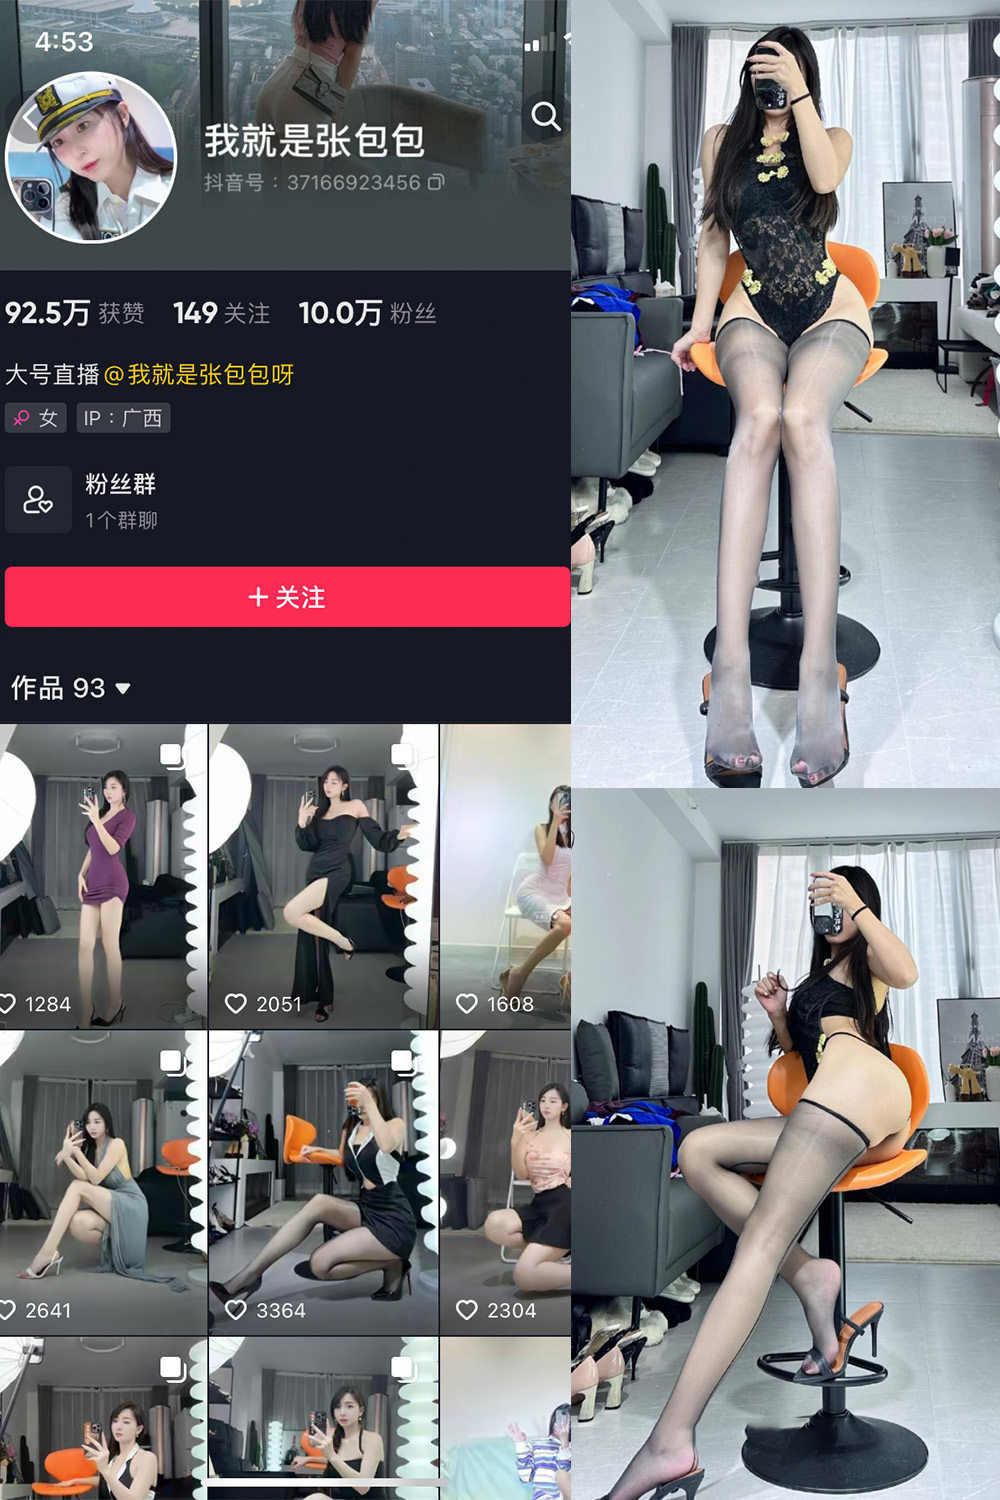 4:53
我就是张包包
抖音号：37166923456
92.5万 获赞 149 关注 10.0万 粉丝
大号直播@我就是张包包呀
女 IP：广西
粉丝群
1个群聊
+ 关注
作品 93
1284
2051
1608
2641
3364
2304
CHANEL